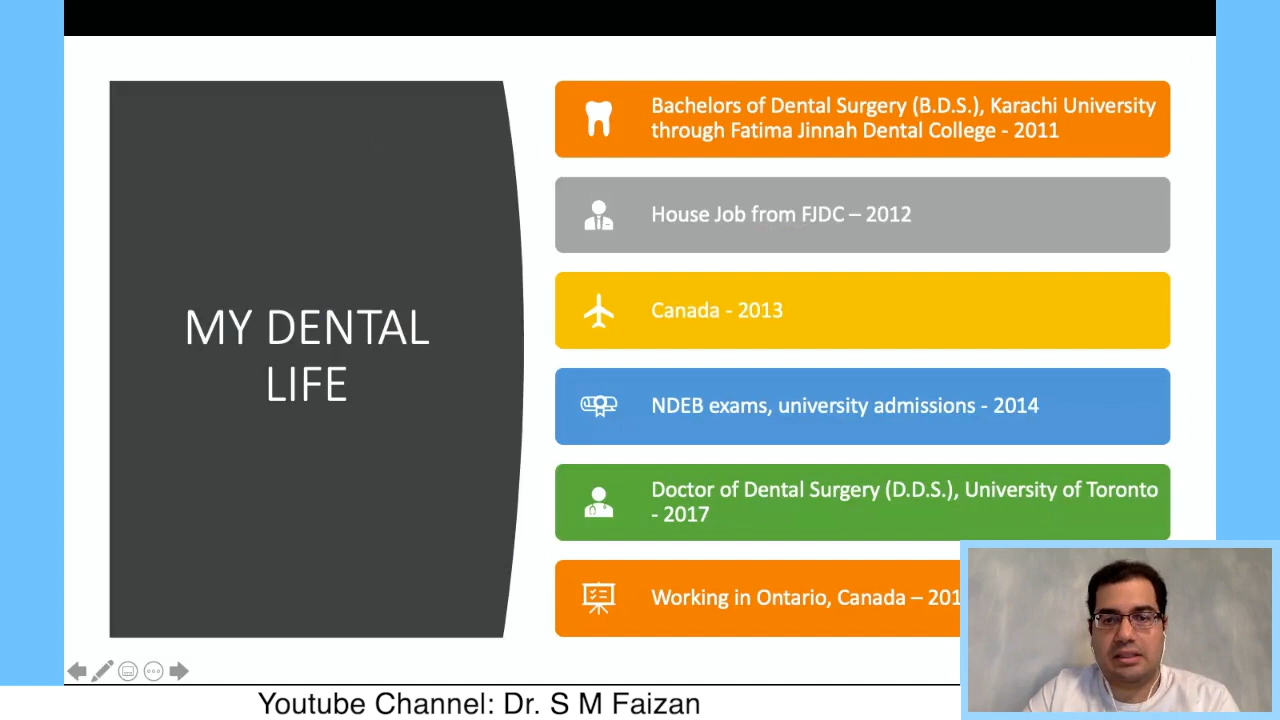 MY DENTAL
LIFE
Bachelors of Dental Surgery (B.D.S.), Karachi University
through Fatima Jinnah Dental College - 2011
House Job from FJDC – 2012
Canada - 2013
NDEB exams, university admissions - 2014
Doctor of Dental Surgery (D.D.S.), University of Toronto
- 2017
Working in Ontario, Canada –
Youtube Channel: Dr. S M Faizan